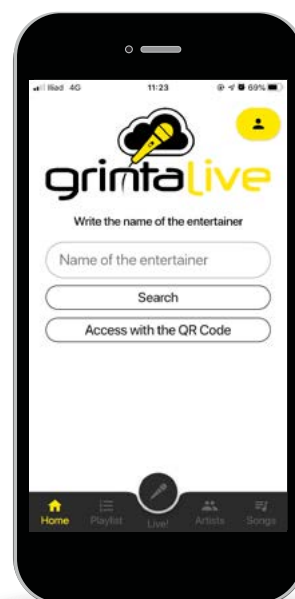 Iliad 4G 11:23 69%
grintalive
Write the name of the entertainer
Name of the entertainer
Search
Access with the QR Code
Home Playlist Live! Artists Songs